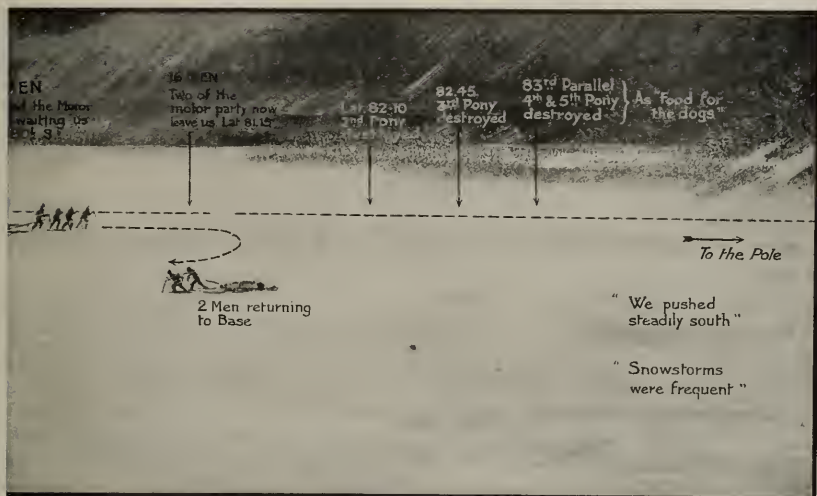 EN
the Motor
waiting us
16 EN
Two of the
motor party now
leave us Lat 81.15
Lat. 82.10
2nd Pony
82.45.
3rd Pony
destroyed
83rd Parallel
4th & 5th Pony
destroyed
As "food for
the dogs"
To the Pole
2 Men returning
to Base
" We pushed
steadily south "
" Snowstorms
were frequent "